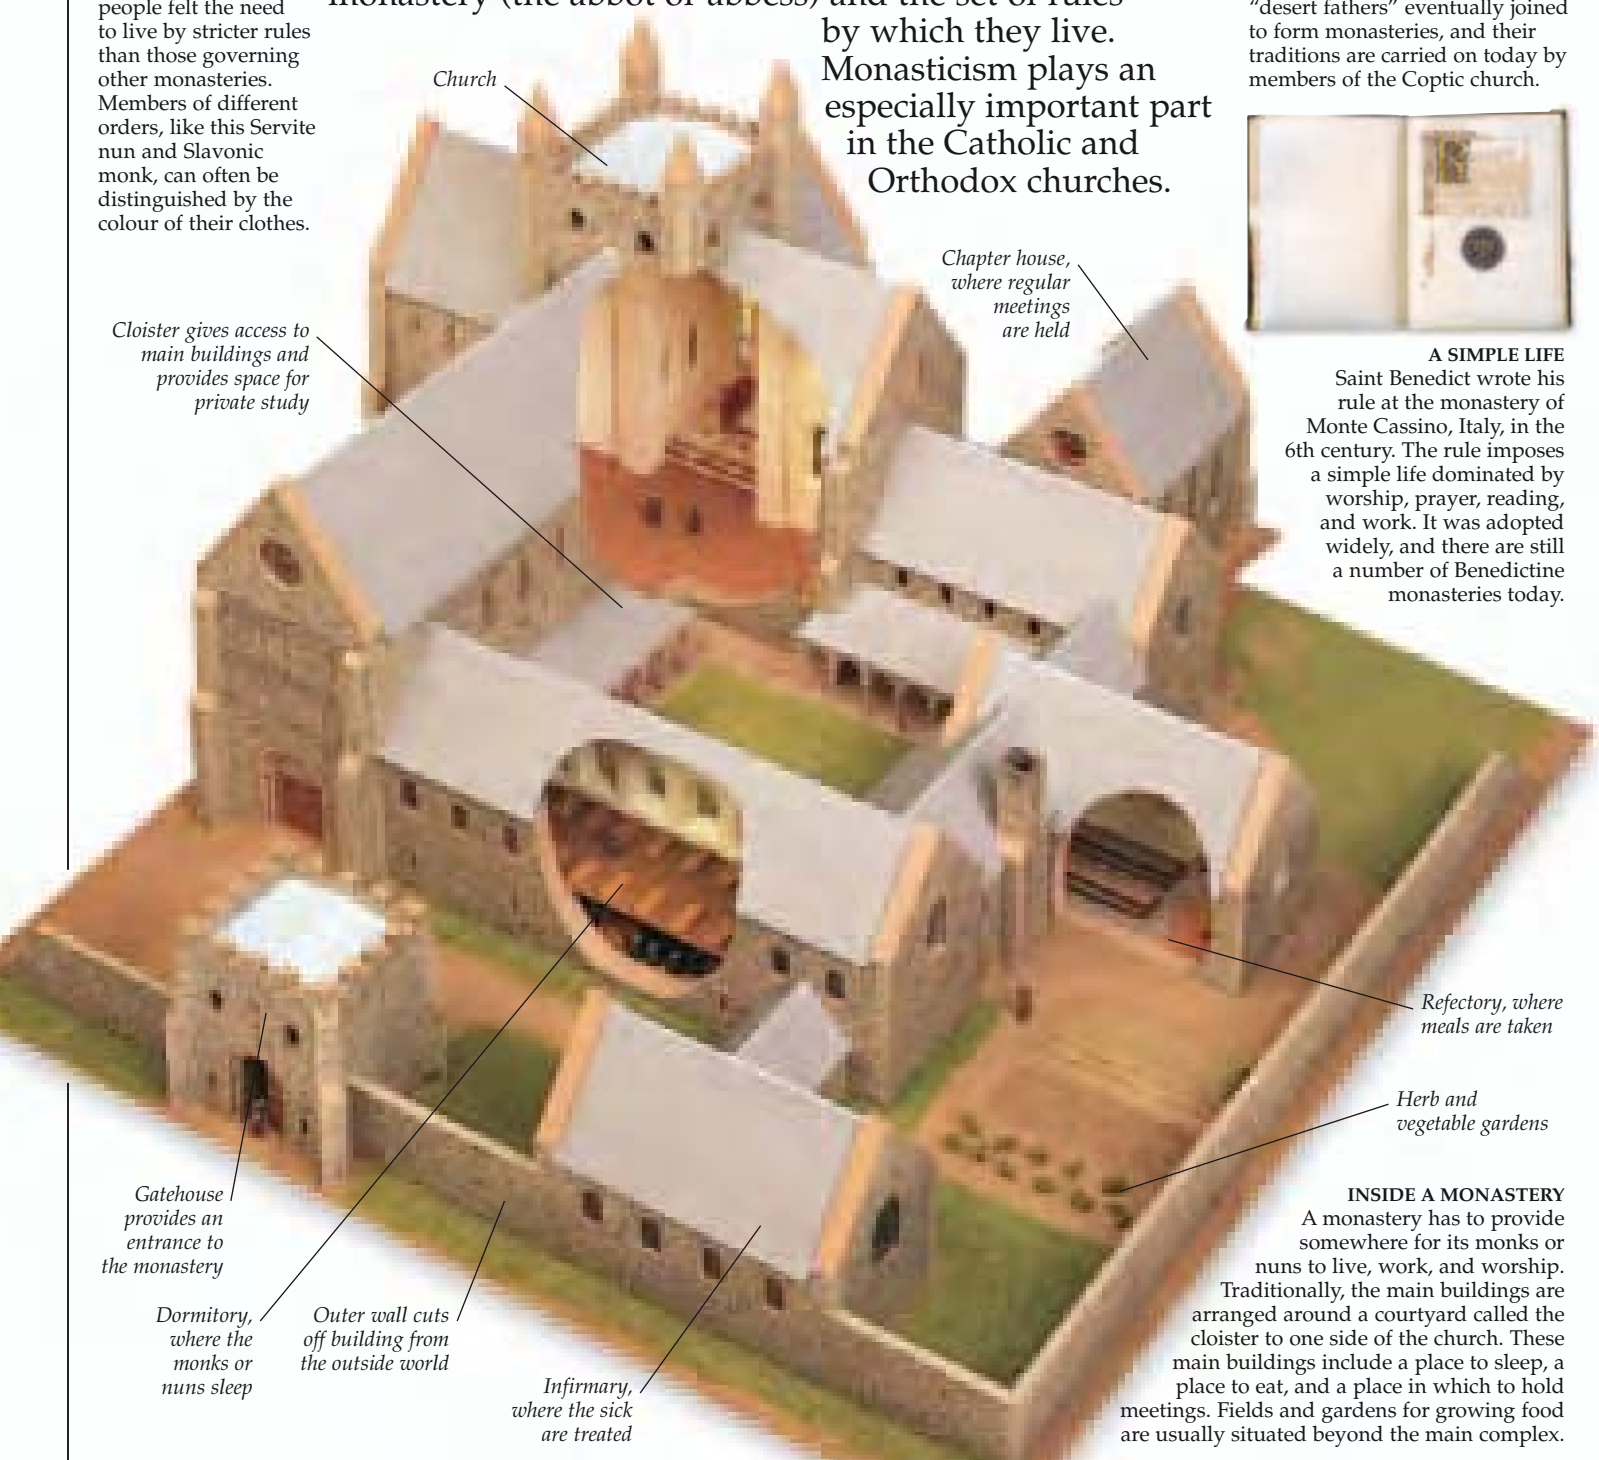 people felt the need
to live by stricter rules
than those governing
other monasteries.
Members of different
orders, like this Servite
nun and Slavonic
monk, can often be
distinguished by the
colour of their clothes.
monastery (the abbot or abbess) and the set of rules
by which they live.
Monasticism plays an
especially important part
in the Catholic and
Orthodox churches.
“desert fathers” eventually joined
to form monasteries, and their
traditions are carried on today by
members of the Coptic church.
Church
Chapter house,
where regular
meetings
are held
Cloister gives access to
main buildings and
provides space for
private study
A SIMPLE LIFE
Saint Benedict wrote his
rule at the monastery of
Monte Cassino, Italy, in the
6th century. The rule imposes
a simple life dominated by
worship, prayer, reading,
and work. It was adopted
widely, and there are still
a number of Benedictine
monasteries today.
Refectory, where
meals are taken
Herb and
vegetable gardens
Gatehouse
provides an
entrance to
the monastery
Dormitory,
where the
monks or
nuns sleep
Outer wall cuts
off building from
the outside world
Infirmary,
where the sick
are treated
INSIDE A MONASTERY
A monastery has to provide
somewhere for its monks or
nuns to live, work, and worship.
Traditionally, the main buildings are
arranged around a courtyard called the
cloister to one side of the church. These
main buildings include a place to sleep, a
place to eat, and a place in which to hold
meetings. Fields and gardens for growing food
are usually situated beyond the main complex.